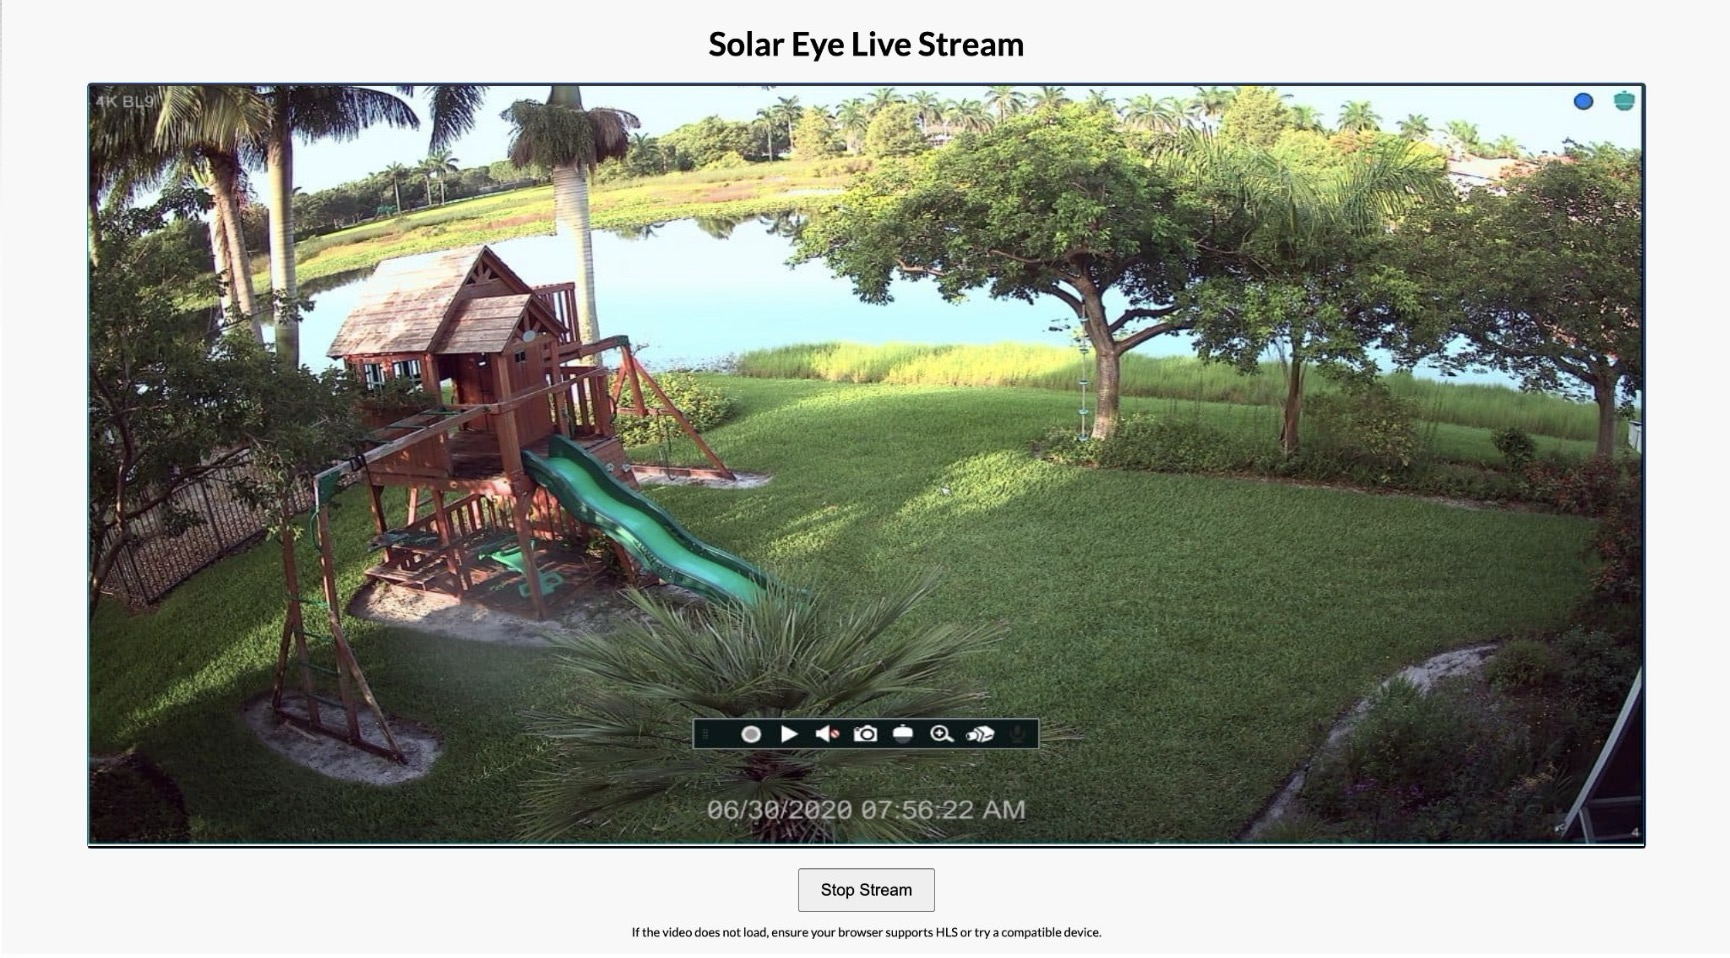 Solar Eye Live Stream
4K BL9
06/30/2020 07:56:22 AM
4
Stop Stream
If the video does not load, ensure your browser supports HLS or try a compatible device.